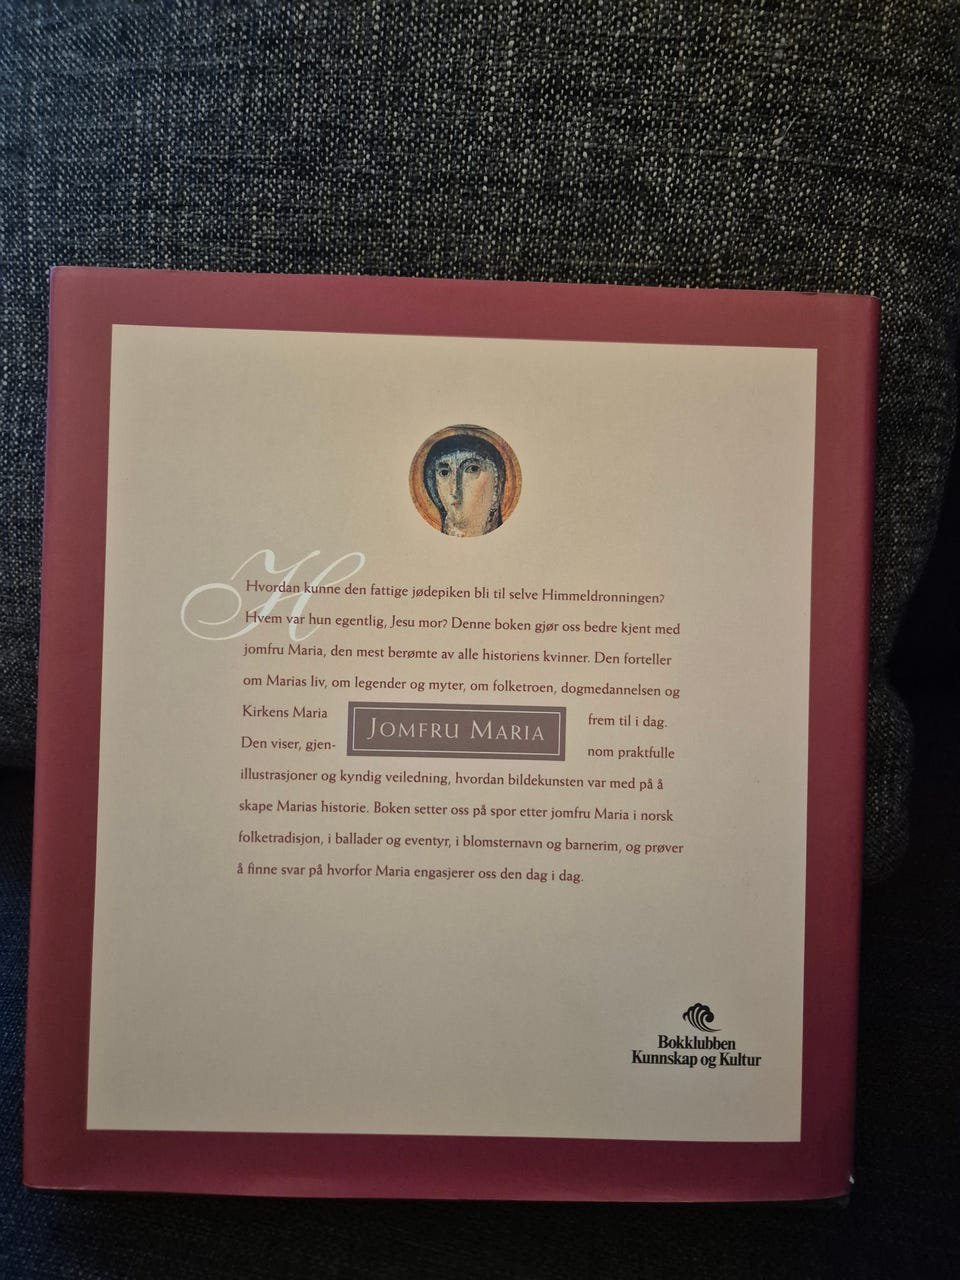 H
Hvordan kunne den fattige jødepiken bli til selve Himmeldronningen?
Hvem var hun egentlig, Jesu mor? Denne boken gjør oss bedre kjent med
jomfru Maria, den mest berømte av alle historiens kvinner. Den forteller
om Marias liv, om legender og myter, om folketroen, dogmedannelsen og
Kirkens Maria frem til i dag.
JOMFRU MARIA
Den viser, gjen- nom praktfulle
illustrasjoner og kyndig veiledning, hvordan bildekunsten var med på å
skape Marias historie. Boken setter oss på spor etter jomfru Maria i norsk
folketradisjon, i ballader og eventyr, i blomsternavn og barnerim, og prøver
å finne svar på hvorfor Maria engasjerer oss den dag i dag.
Bokklubben
Kunnskap og Kultur